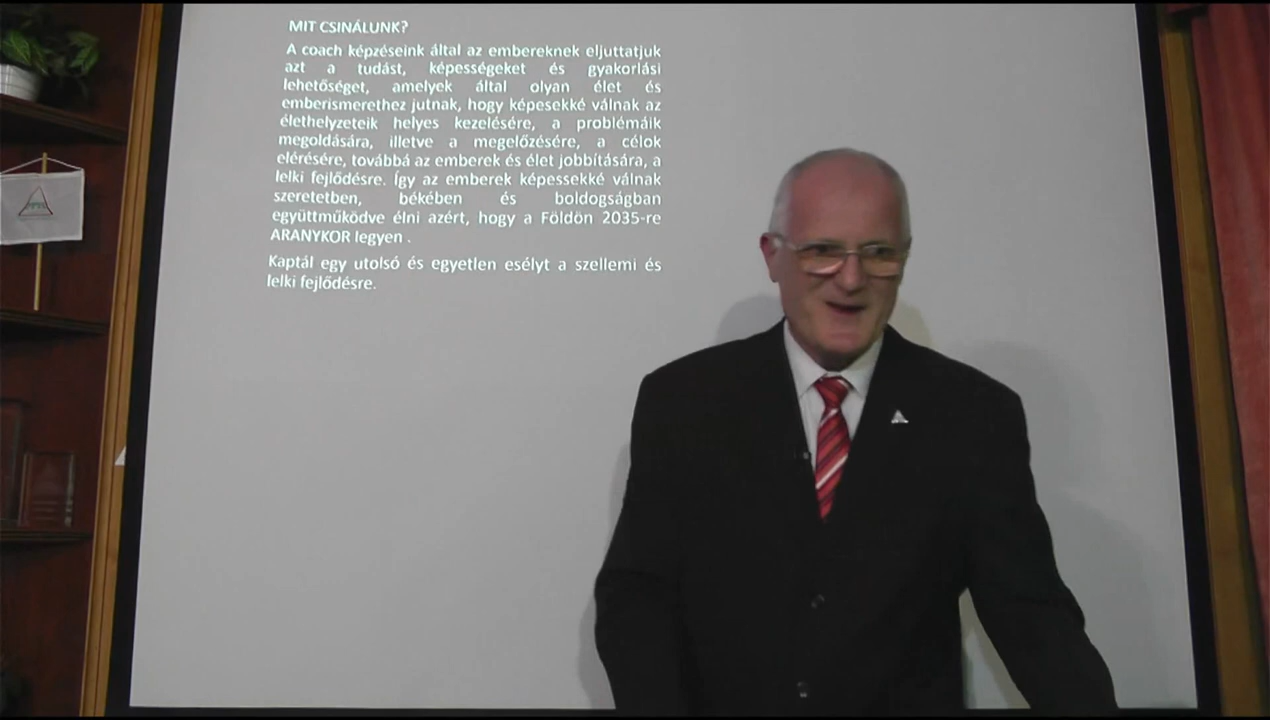 MIT CSINÁLUNK?
A coach képzéseink által az embereknek eljuttatjuk
azt a tudást, képességeket és gyakorlási
lehetőséget, amelyek által olyan élet és
emberismerethez jutnak, hogy képesekké válnak az
élethelyzeteik helyes kezelésére, a problémáik
megoldására, illetve a megelőzésére, a célok
elérésére, továbbá az emberek és élet jobbítására, a
lelki fejlődésre. Így az emberek képessekké válnak
szeretetben, békében és boldogságban
együttműködve élni azért, hogy a Földön 2035-re
ARANYKOR legyen .
Kaptál egy utolsó és egyetlen esélyt a szellemi és
lelki fejlődésre.